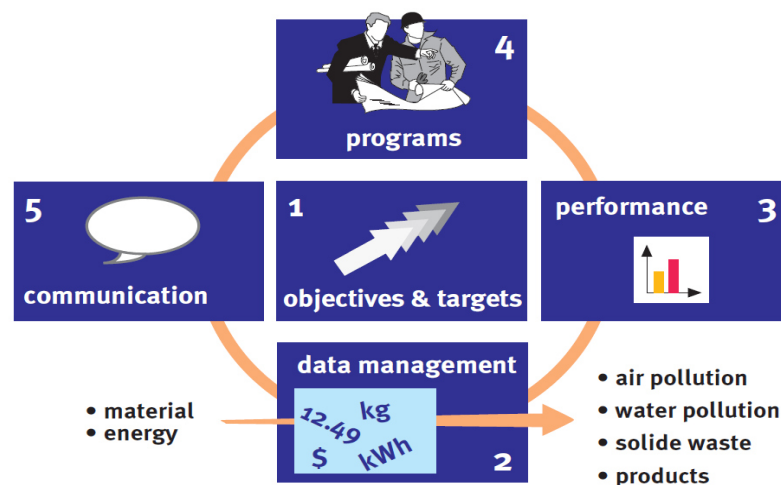 4
programs
5
communication
1
objectives & targets
performance
3
data management
12.49
kg
$
kWh
2
• material
• energy
• air pollution
• water pollution
• solide waste
• products